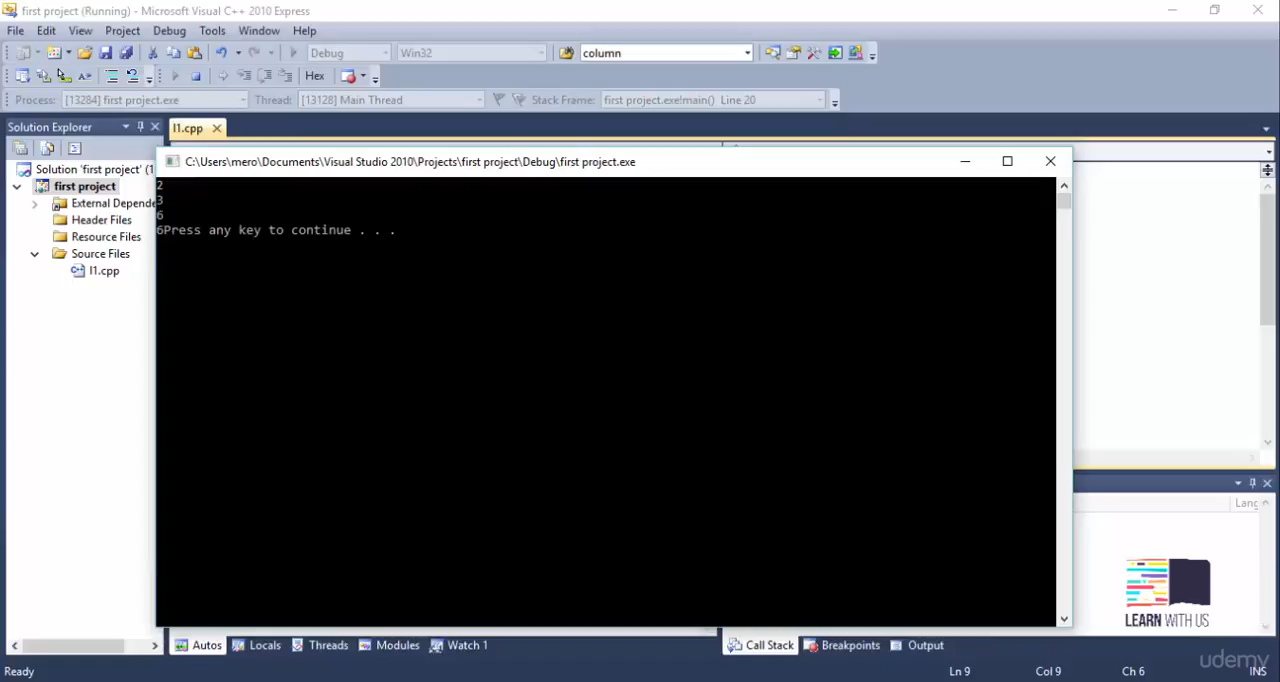 first project (Running) - Microsoft Visual C++ 2010 Express
File Edit View Project Debug Tools Window Help
Debug Win32 column
Hex
Process: [13284] first project.exe Thread: [13128] Main Thread Stack Frame: first project.exe!main() Line 20
Solution Explorer
l1.cpp
C:\Users\mero\Documents\Visual Studio 2010\Projects\first project\Debug\first project.exe
Solution 'first project' (1
first project
External Depende
Header Files
Resource Files
Source Files
l1.cpp
2
3
6
6Press any key to continue . . .
Lang
LEARN WITH US
Autos Locals Threads Modules Watch 1 Call Stack Breakpoints Output
udemy
Ready Ln 9 Col 9 Ch 6 INS